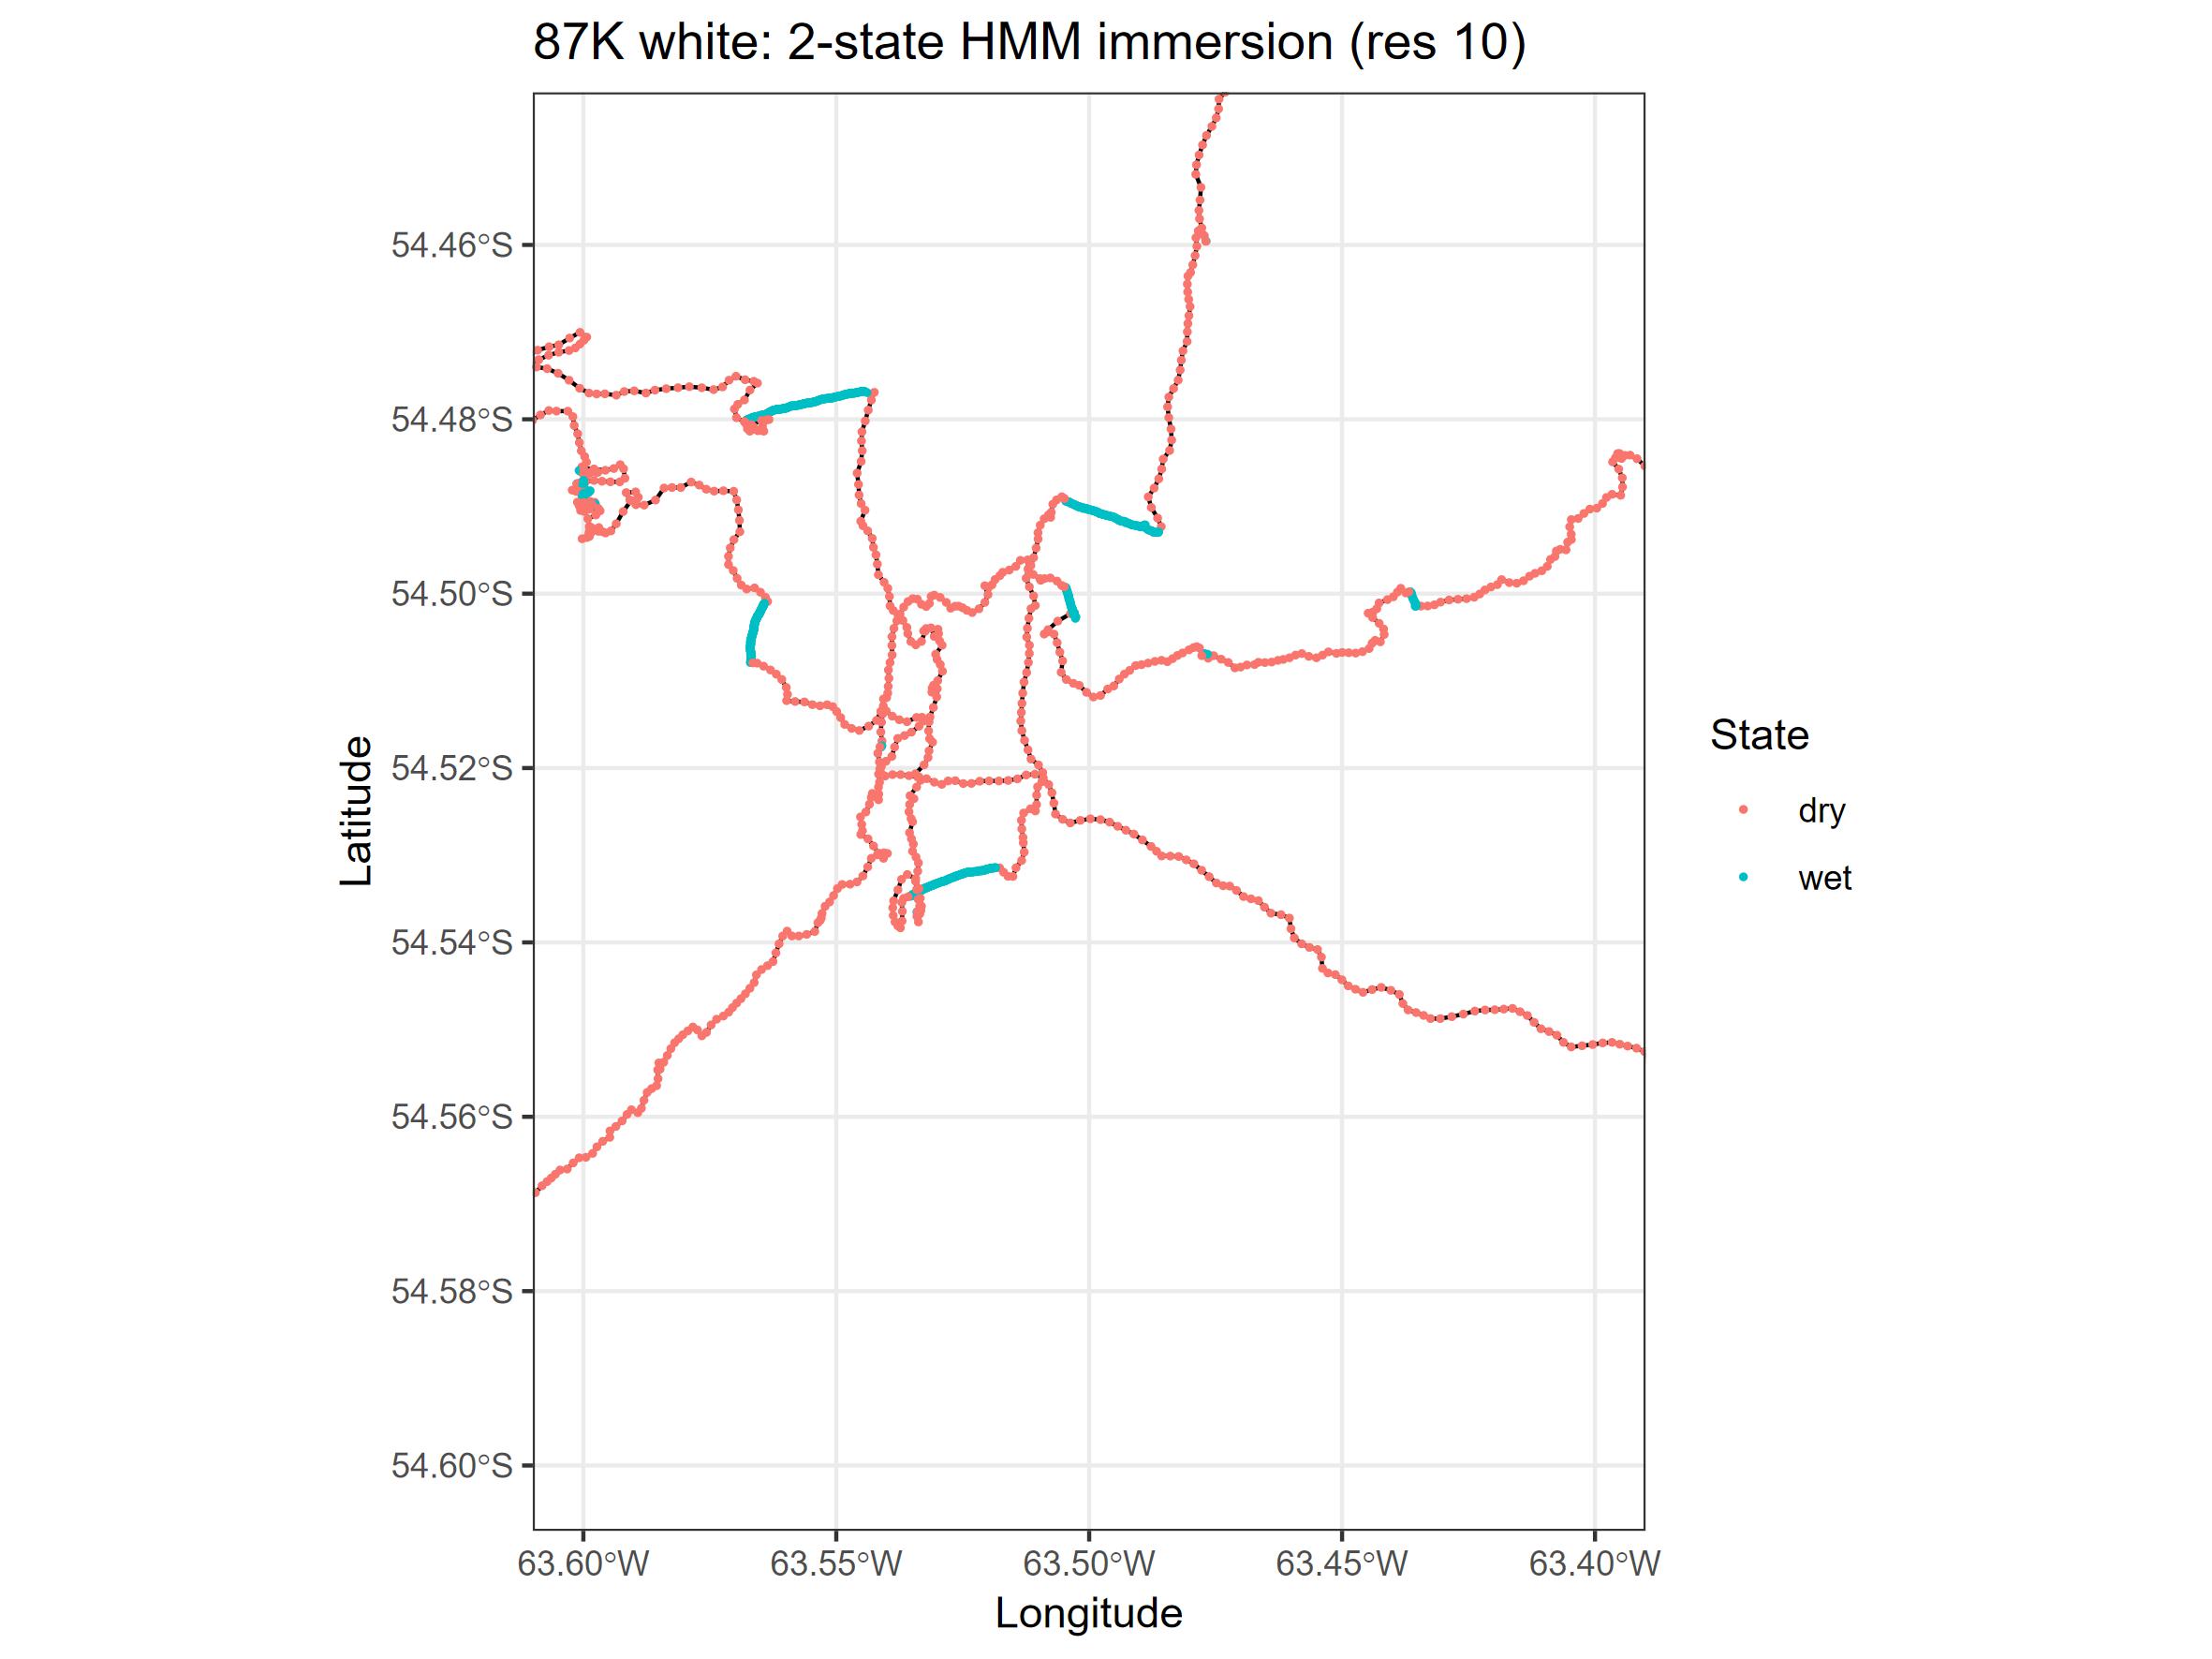 87K white: 2-state HMM immersion (res 10)
54.46°S
54.48°S
54.50°S
54.52°S
54.54°S
54.56°S
54.58°S
54.60°S
Latitude
63.60°W 63.55°W 63.50°W 63.45°W 63.40°W
Longitude
State
dry
wet